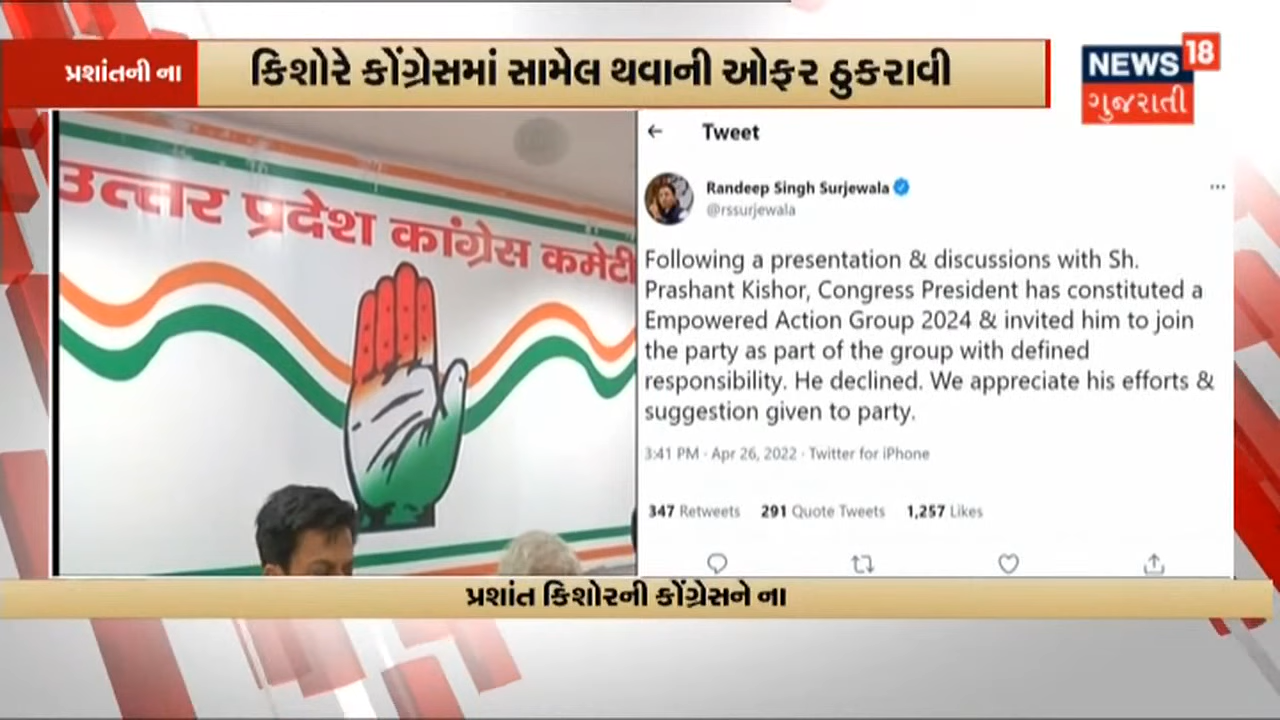 પ્રશાંતની ના
કિશોરે કોંગ્રેસમાં સામેલ થવાની ઓફર ઠુકરાવી
NEWS 18
ગુજરાતી
उत्तर प्रदेश कांग्रेस कमेटी
Tweet
Randeep Singh Surjewala
@rssurjewala
Following a presentation & discussions with Sh.
Prashant Kishor, Congress President has constituted a
Empowered Action Group 2024 & invited him to join
the party as part of the group with defined
responsibility. He declined. We appreciate his efforts &
suggestion given to party.
3:41 PM · Apr 26, 2022 · Twitter for iPhone
347 Retweets 291 Quote Tweets 1,257 Likes
પ્રશાંત કિશોરની કોંગ્રેસને ના